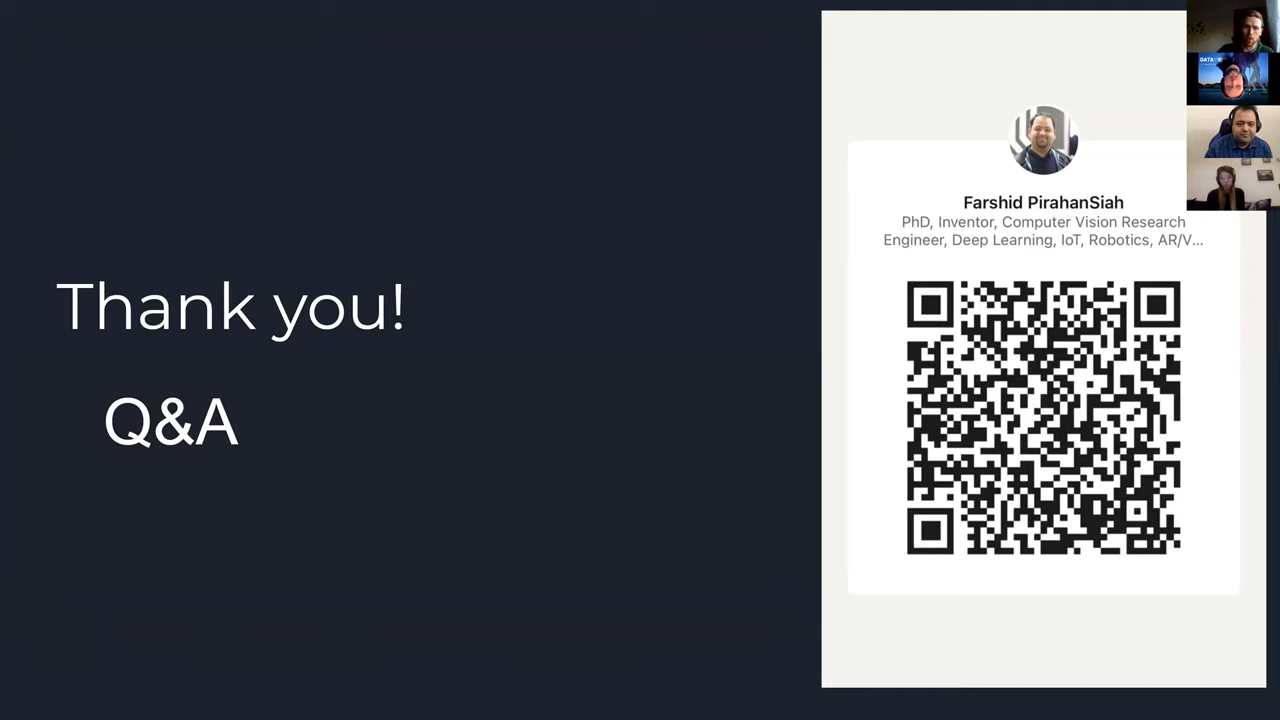 Thank you!
Q&A
Farshid PirahanSiah
PhD, Inventor, Computer Vision Research
Engineer, Deep Learning, IoT, Robotics, AR/V...